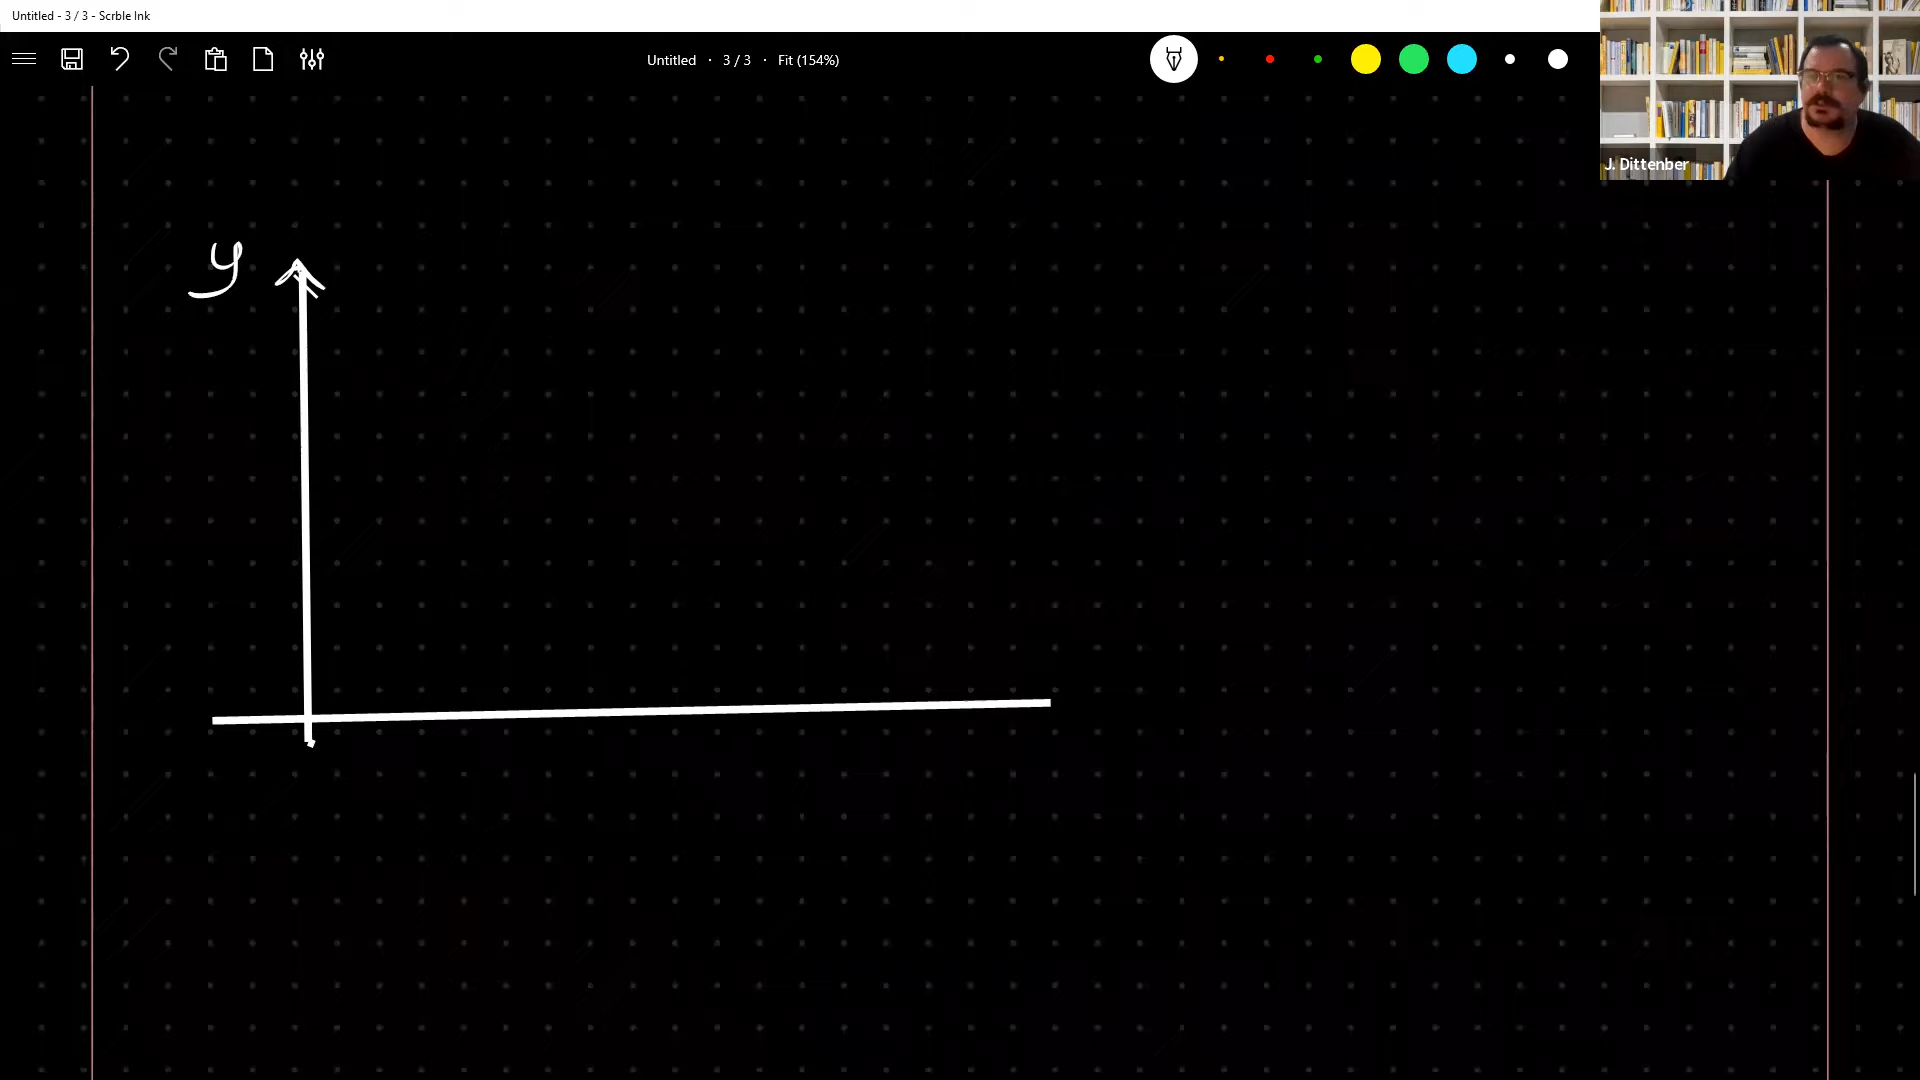 Untitled - 3 / 3 - Scrble Ink
Untitled · 3 / 3 · Fit (154%)
J. Dittenber
y